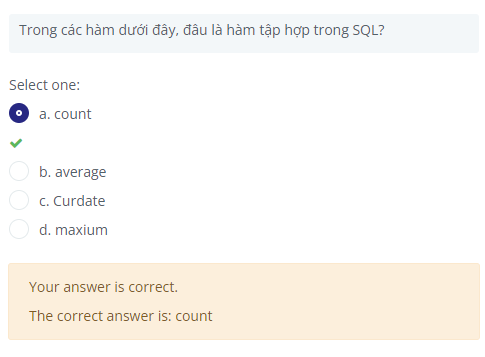 Trong các hàm dưới đây, đâu là hàm tập hợp trong SQL?
Select one:
a. count
b. average
c. Curdate
d. maxium
Your answer is correct.
The correct answer is: count